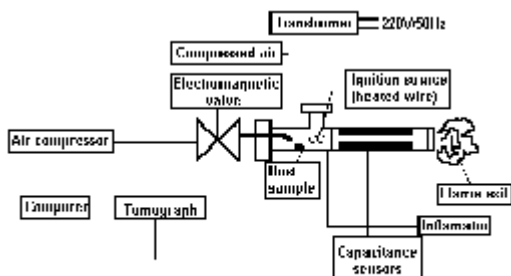 Transformer
220V/50Hz
Compressed air
Electromagnetic
valve
Ignition source
(heated wire)
Air compressor
Dust
sample
Flame exit
Computer
Tomograph
Inflamator
Capacitance
sensors